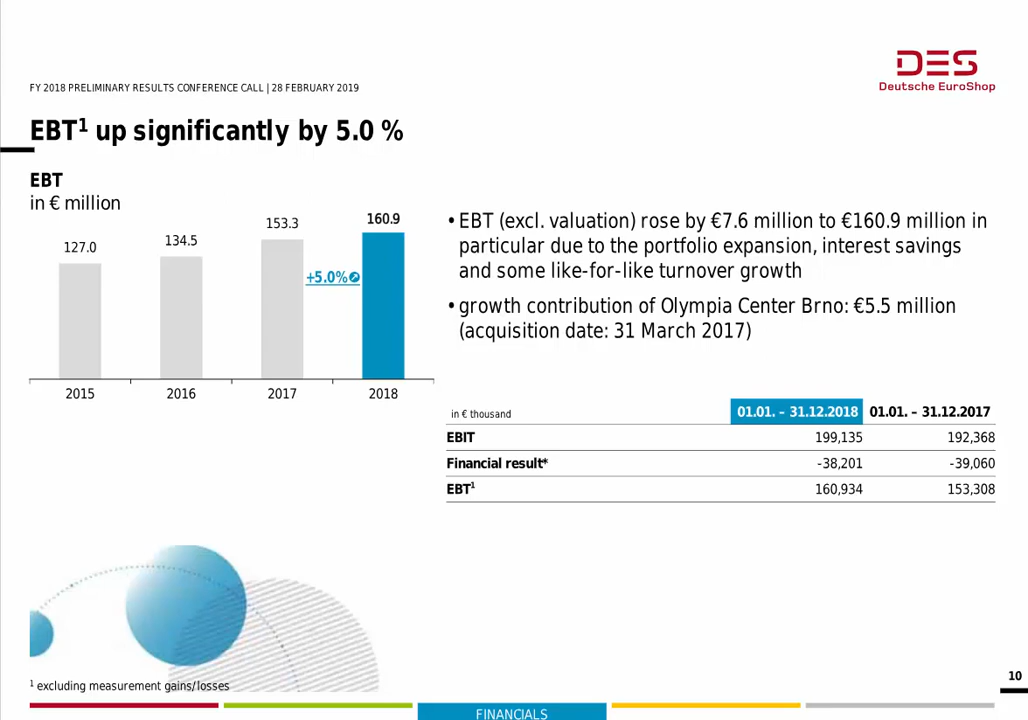 DES
Deutsche EuroShop
FY 2018 PRELIMINARY RESULTS CONFERENCE CALL | 28 FEBRUARY 2019
EBT¹ up significantly by 5.0 %
EBT
in € million
127.0
134.5
153.3
160.9
+5.0%
2015
2016
2017
2018
• EBT (excl. valuation) rose by €7.6 million to €160.9 million in
particular due to the portfolio expansion, interest savings
and some like-for-like turnover growth
• growth contribution of Olympia Center Brno: €5.5 million
(acquisition date: 31 March 2017)
in € thousand 01.01. – 31.12.2018 01.01. – 31.12.2017
EBIT 199,135 192,368
Financial result* -38,201 -39,060
EBT¹ 160,934 153,308
¹ excluding measurement gains/losses
10
FINANCIALS